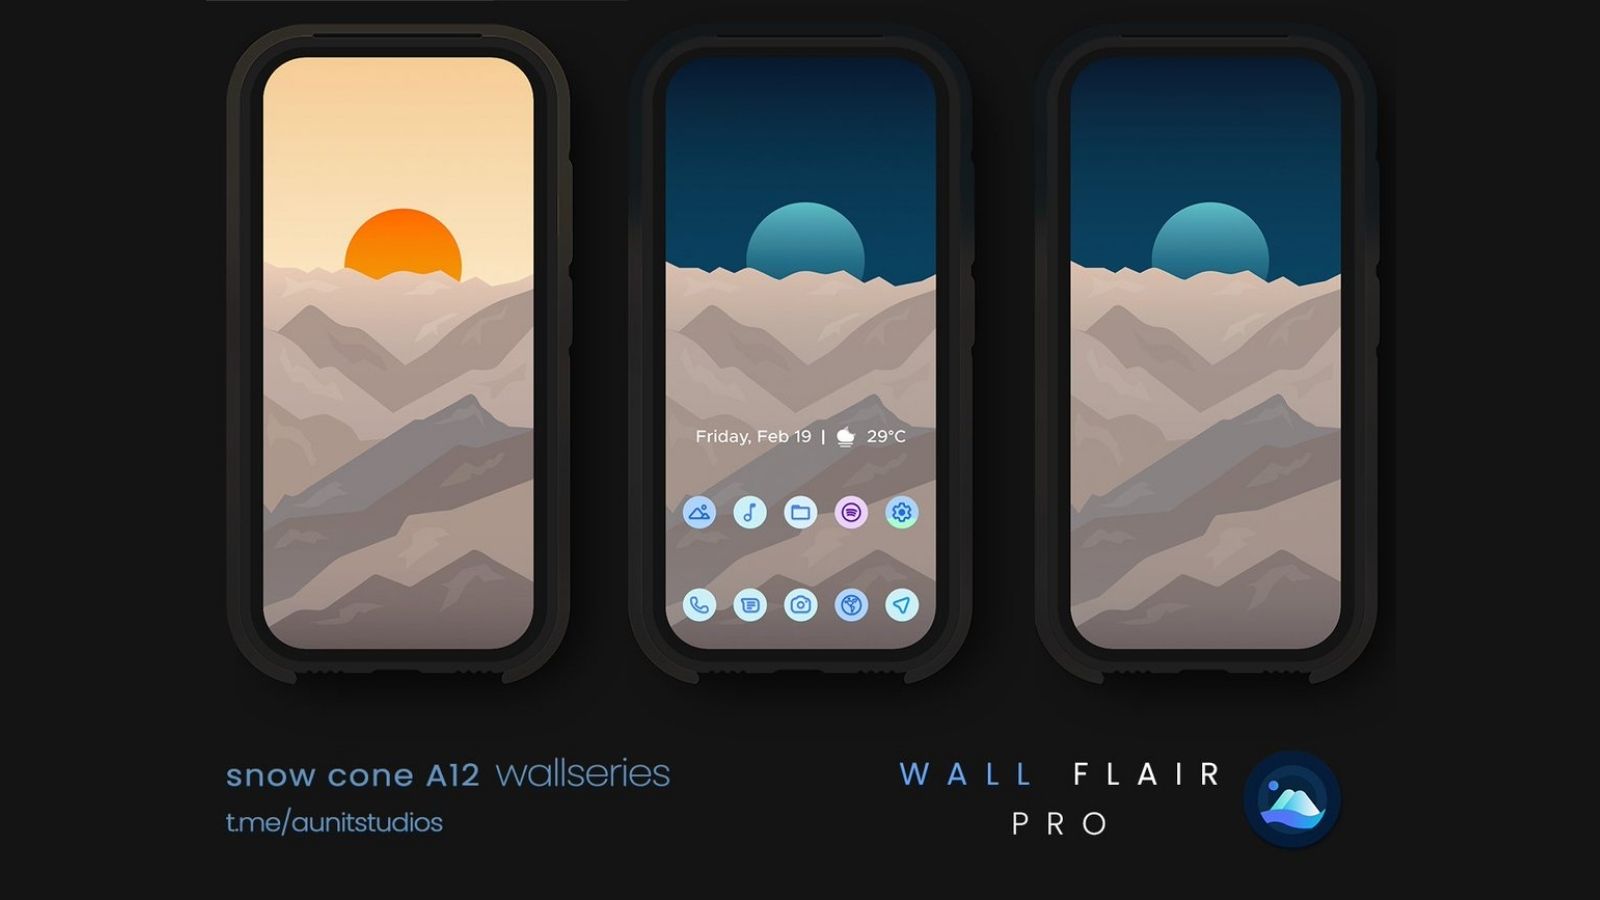 Friday, Feb 19 | 29°C
snow cone A12 wallseries
t.me/aunitstudios
WALL FLAIR
PRO